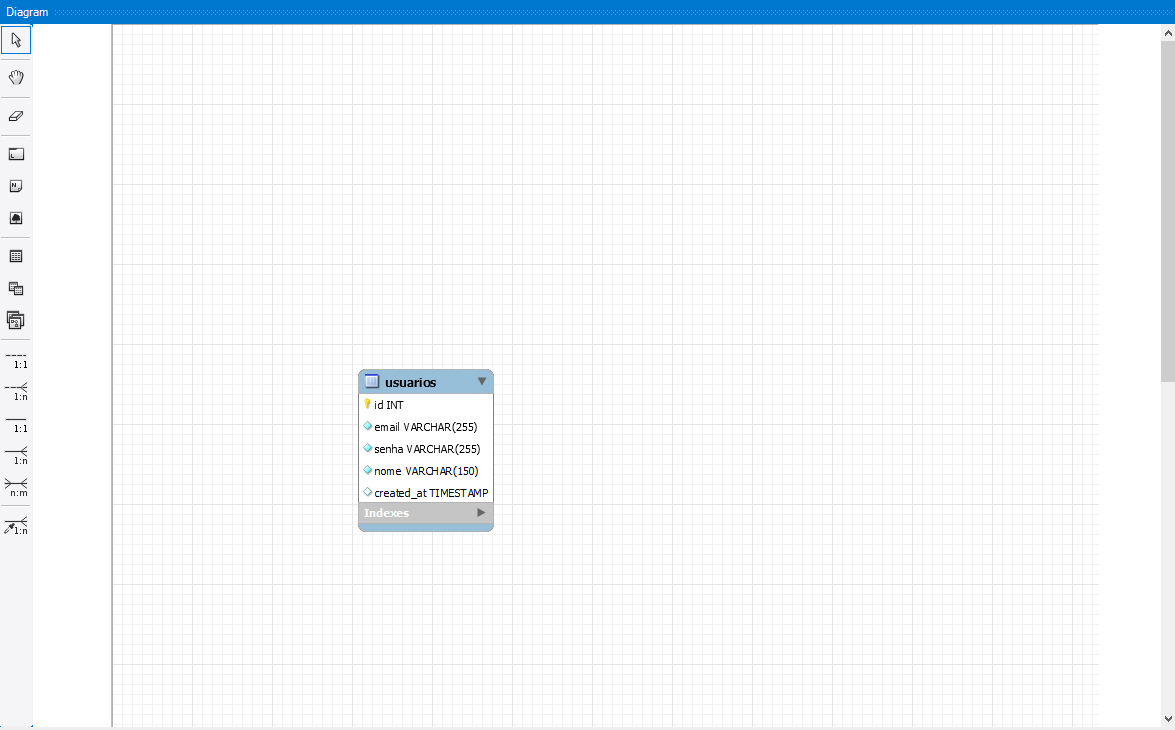 Diagram
1:1
1:n
1:1
1:n
n:m
1:n
usuarios
id INT
email VARCHAR(255)
senha VARCHAR(255)
nome VARCHAR(150)
created_at TIMESTAMP
Indexes